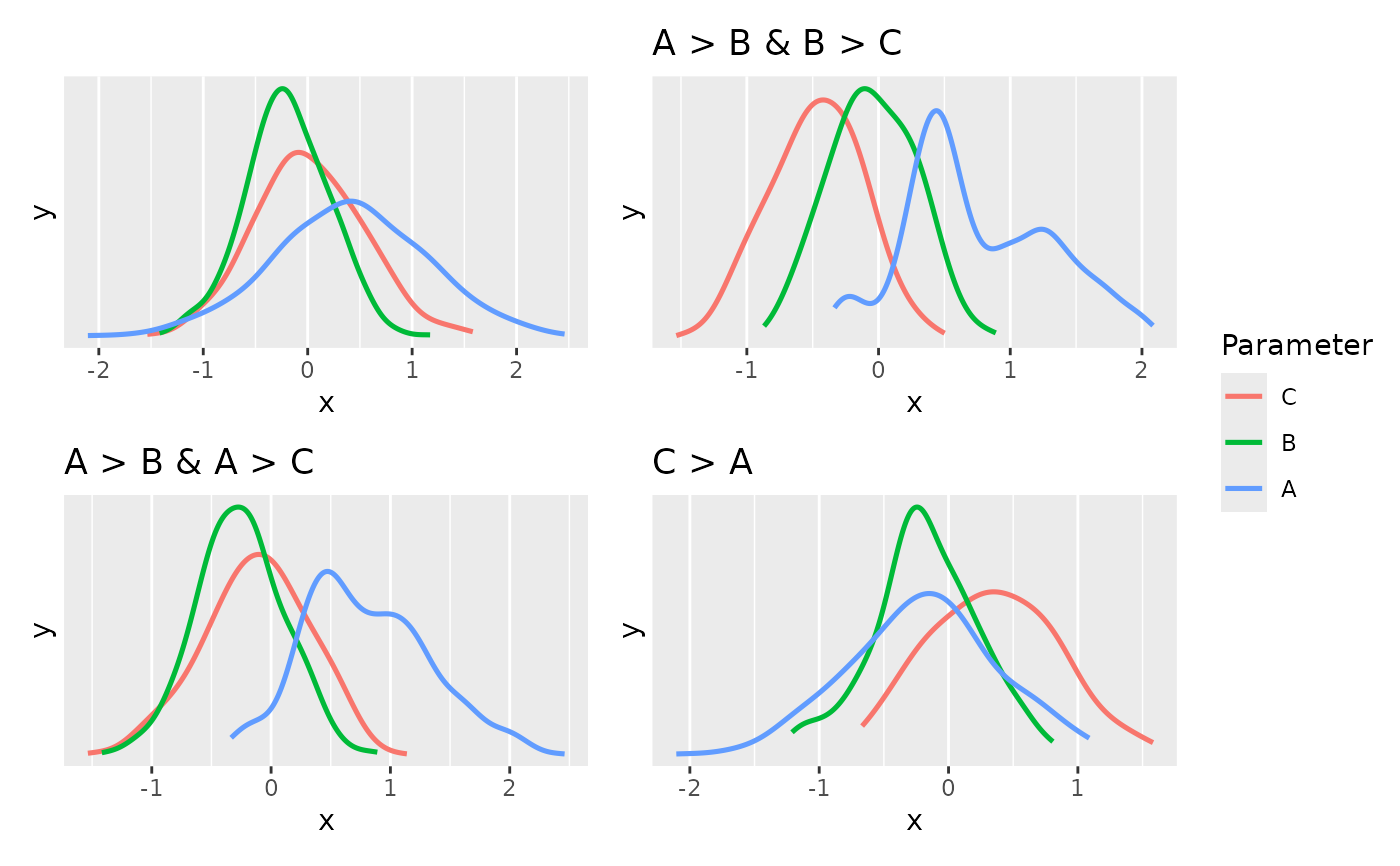 A > B & B > C
y
-2 -1 0 1 2
x
y
-1 0 1 2
x
Parameter
C
B
A
A > B & A > C
y
-1 0 1 2
x
C > A
y
-2 -1 0 1
x